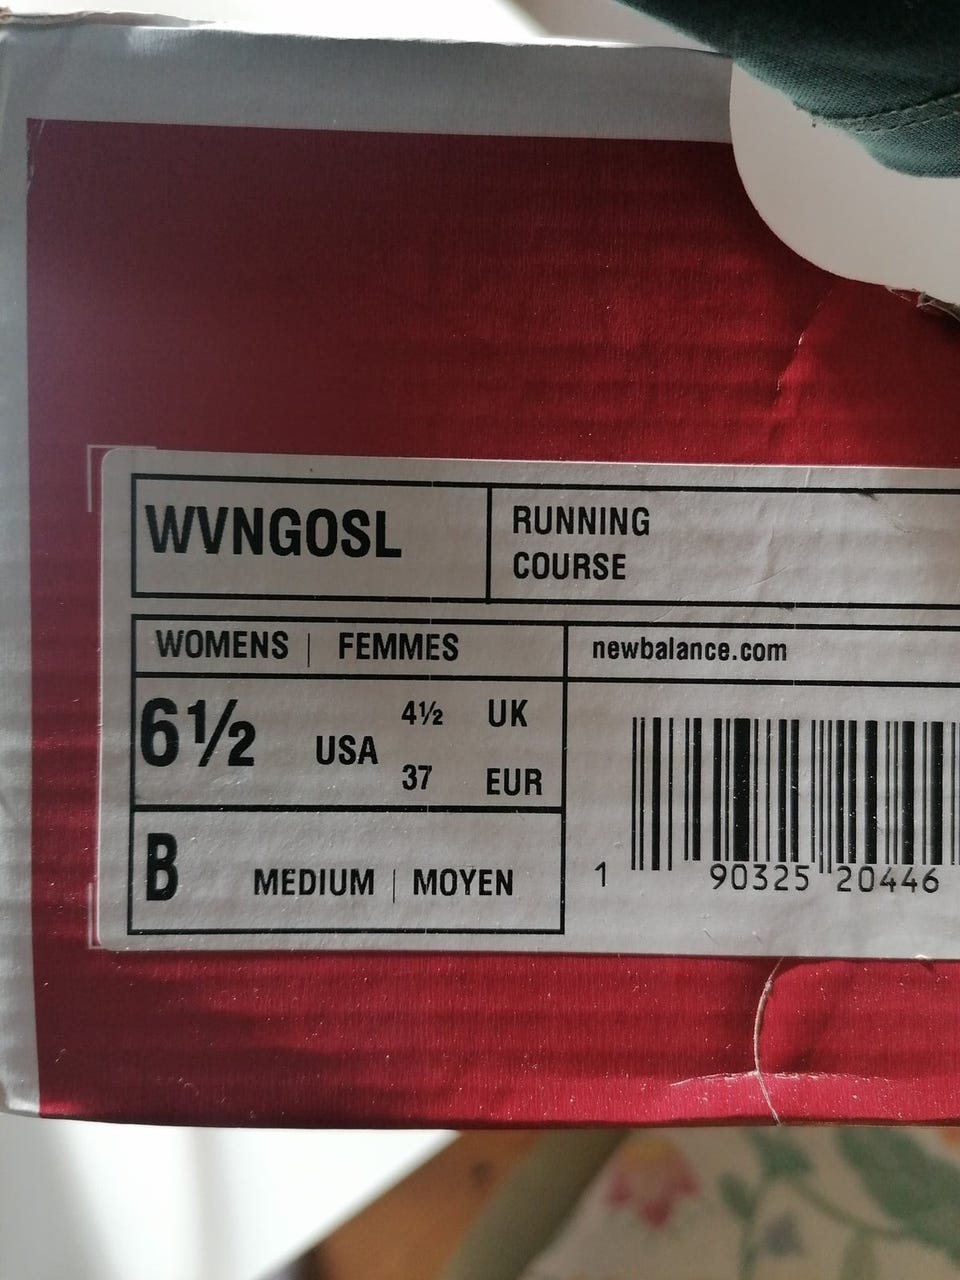 WVNGOSL
RUNNING
COURSE
WOMENS | FEMMES
newbalance.com
6½ USA 4½ UK
37 EUR
B MEDIUM | MOYEN
1 90325 20446